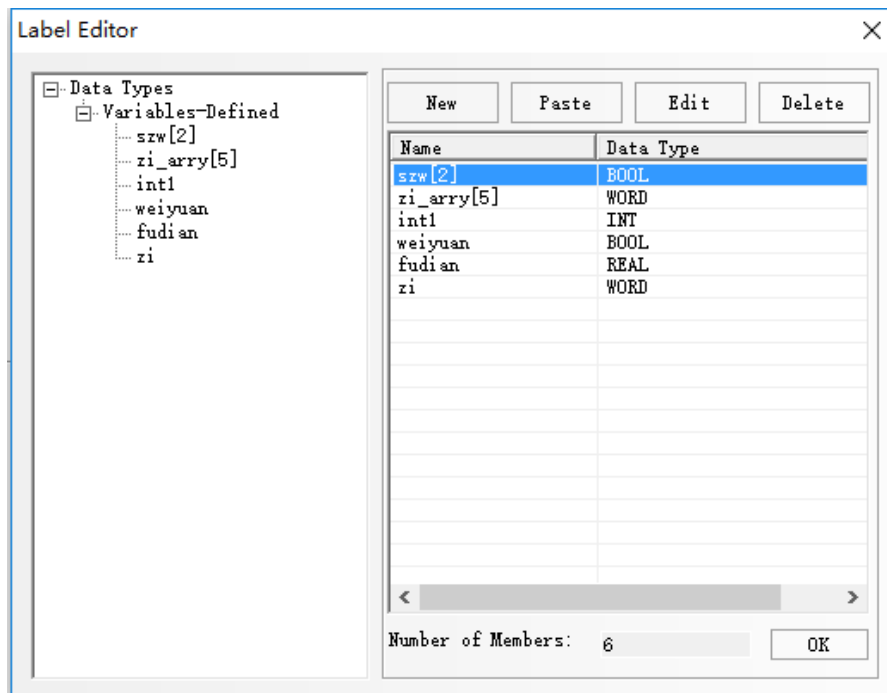 Label Editor
Data Types
Variables-Defined
szw[2]
zi_arry[5]
int1
weiyuan
fudian
zi
New Paste Edit Delete
Name Data Type
szw[2] BOOL
zi_arry[5] WORD
int1 INT
weiyuan BOOL
fudian REAL
zi WORD
Number of Members: 6 OK